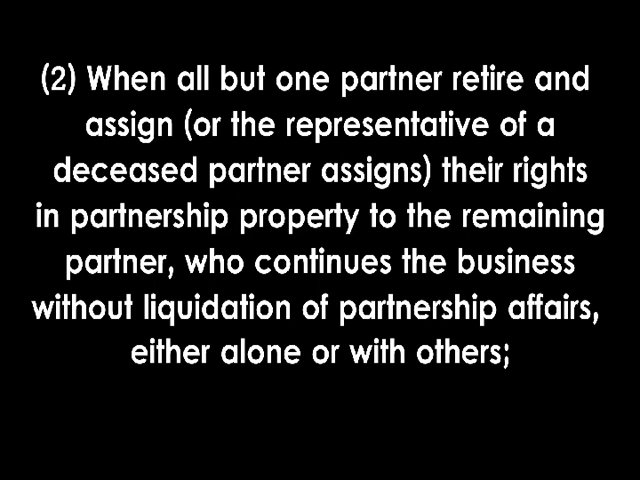 (2) When all but one partner retire and
assign (or the representative of a
deceased partner assigns) their rights
in partnership property to the remaining
partner, who continues the business
without liquidation of partnership affairs,
either alone or with others;